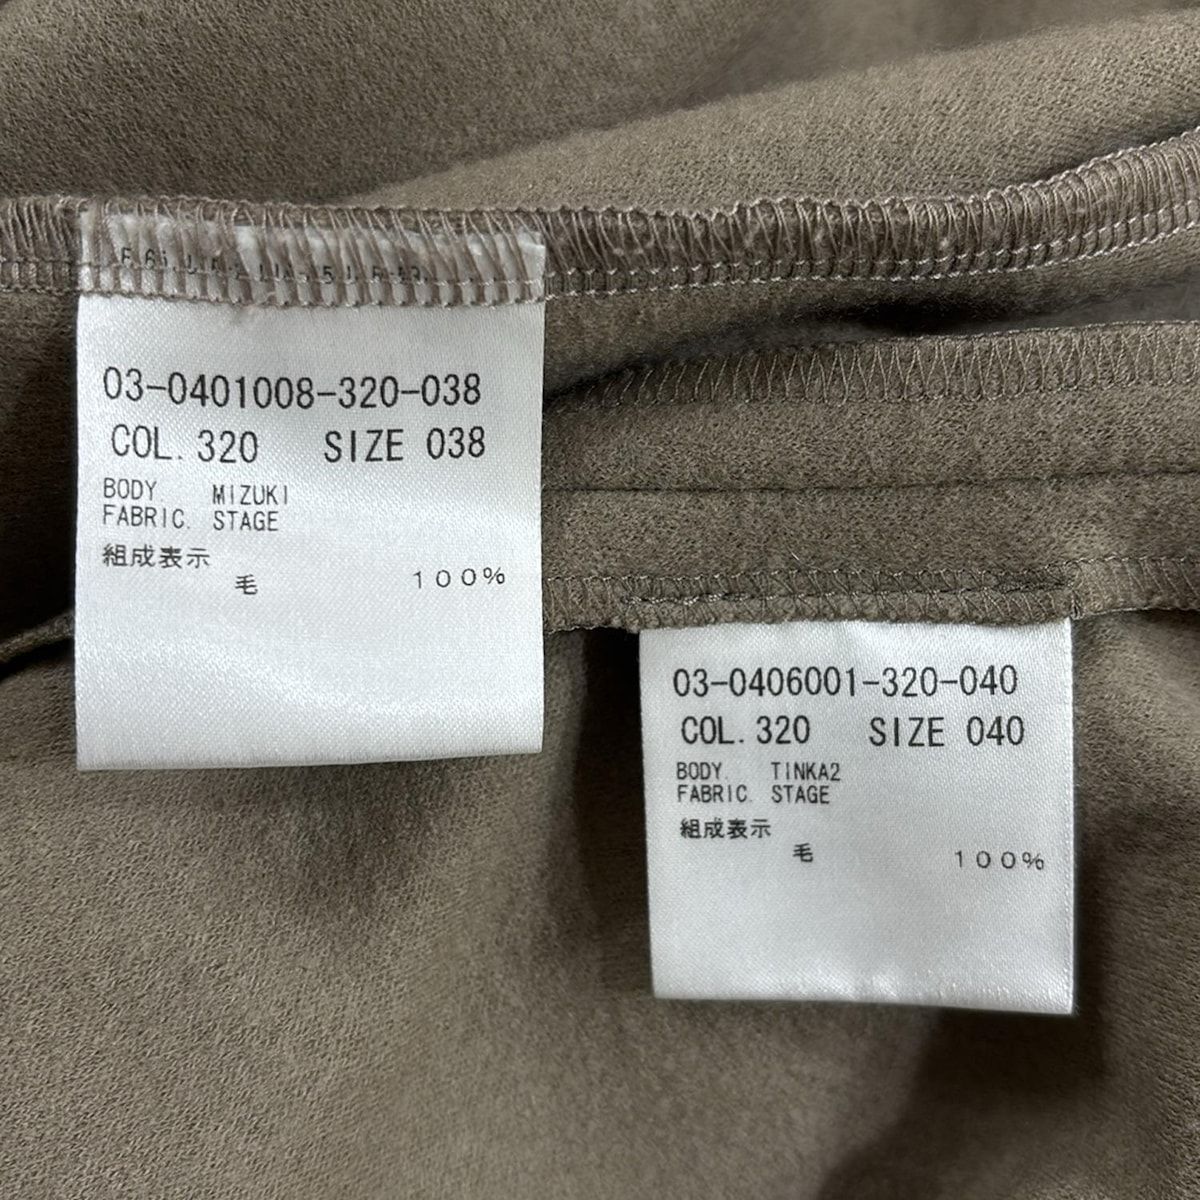 03-0401008-320-038
COL. 320 SIZE 038
BODY. MIZUKI
FABRIC. STAGE
組成表示
毛 100%
03-0406001-320-040
COL. 320 SIZE 040
BODY. TINKA2
FABRIC. STAGE
組成表示
毛 100%